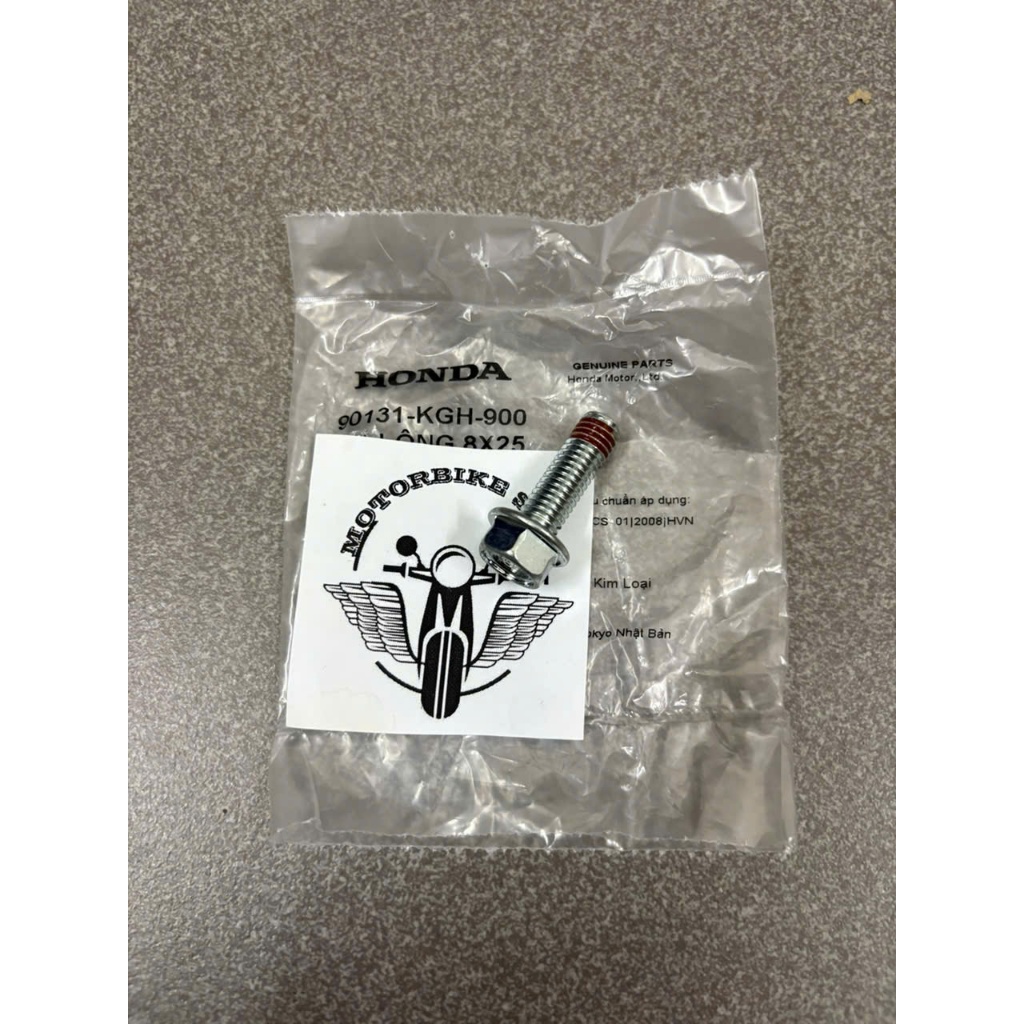 HONDA
GENUINE PARTS
Honda Motor., Ltd.
90131-KGH-900
LÔNG 8X25
MOTORBIKE S
chuẩn áp dụng:
CS 01|2008|HVN
Kim Loại
okyo Nhật Bản